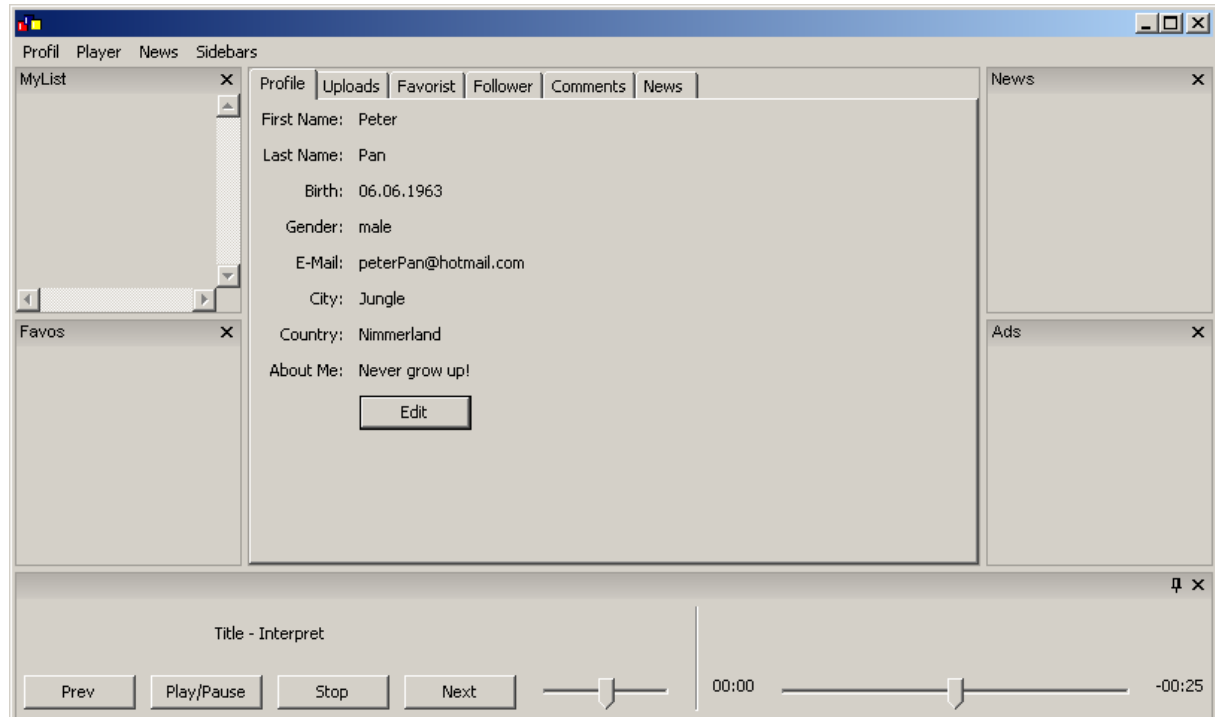 Profil Player News Sidebars
MyList
Profile Uploads Favorist Follower Comments News
News
First Name: Peter
Last Name: Pan
Birth: 06.06.1963
Gender: male
E-Mail: peterPan@hotmail.com
City: Jungle
Country: Nimmerland
About Me: Never grow up!
Edit
Favos
Ads
Title - Interpret
Prev Play/Pause Stop Next 00:00 -00:25